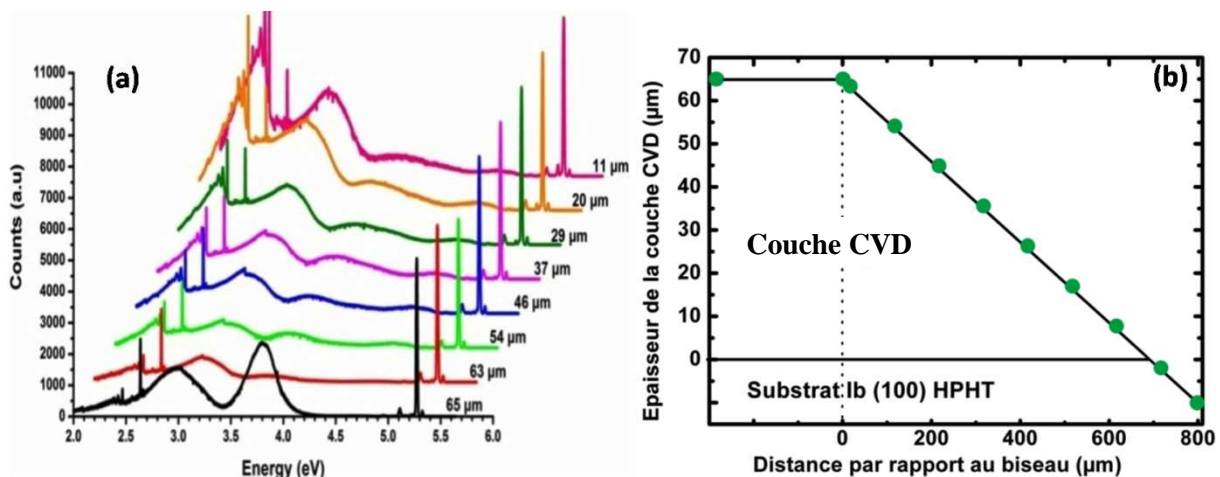 (a)
Counts (a.u)
11000
10000
9000
8000
7000
6000
5000
4000
3000
2000
1000
0
11 µm
20 µm
29 µm
37 µm
46 µm
54 µm
63 µm
65 µm
2.0 2.5 3.0 3.5 4.0 4.5 5.0 5.5 6.0
Energy (eV)
(b)
Epaisseur de la couche CVD (µm)
70
65
60
50
40
30
20
10
0
Couche CVD
Substrat Ib (100) HPHT
0 200 400 600 800
Distance par rapport au biseau (µm)